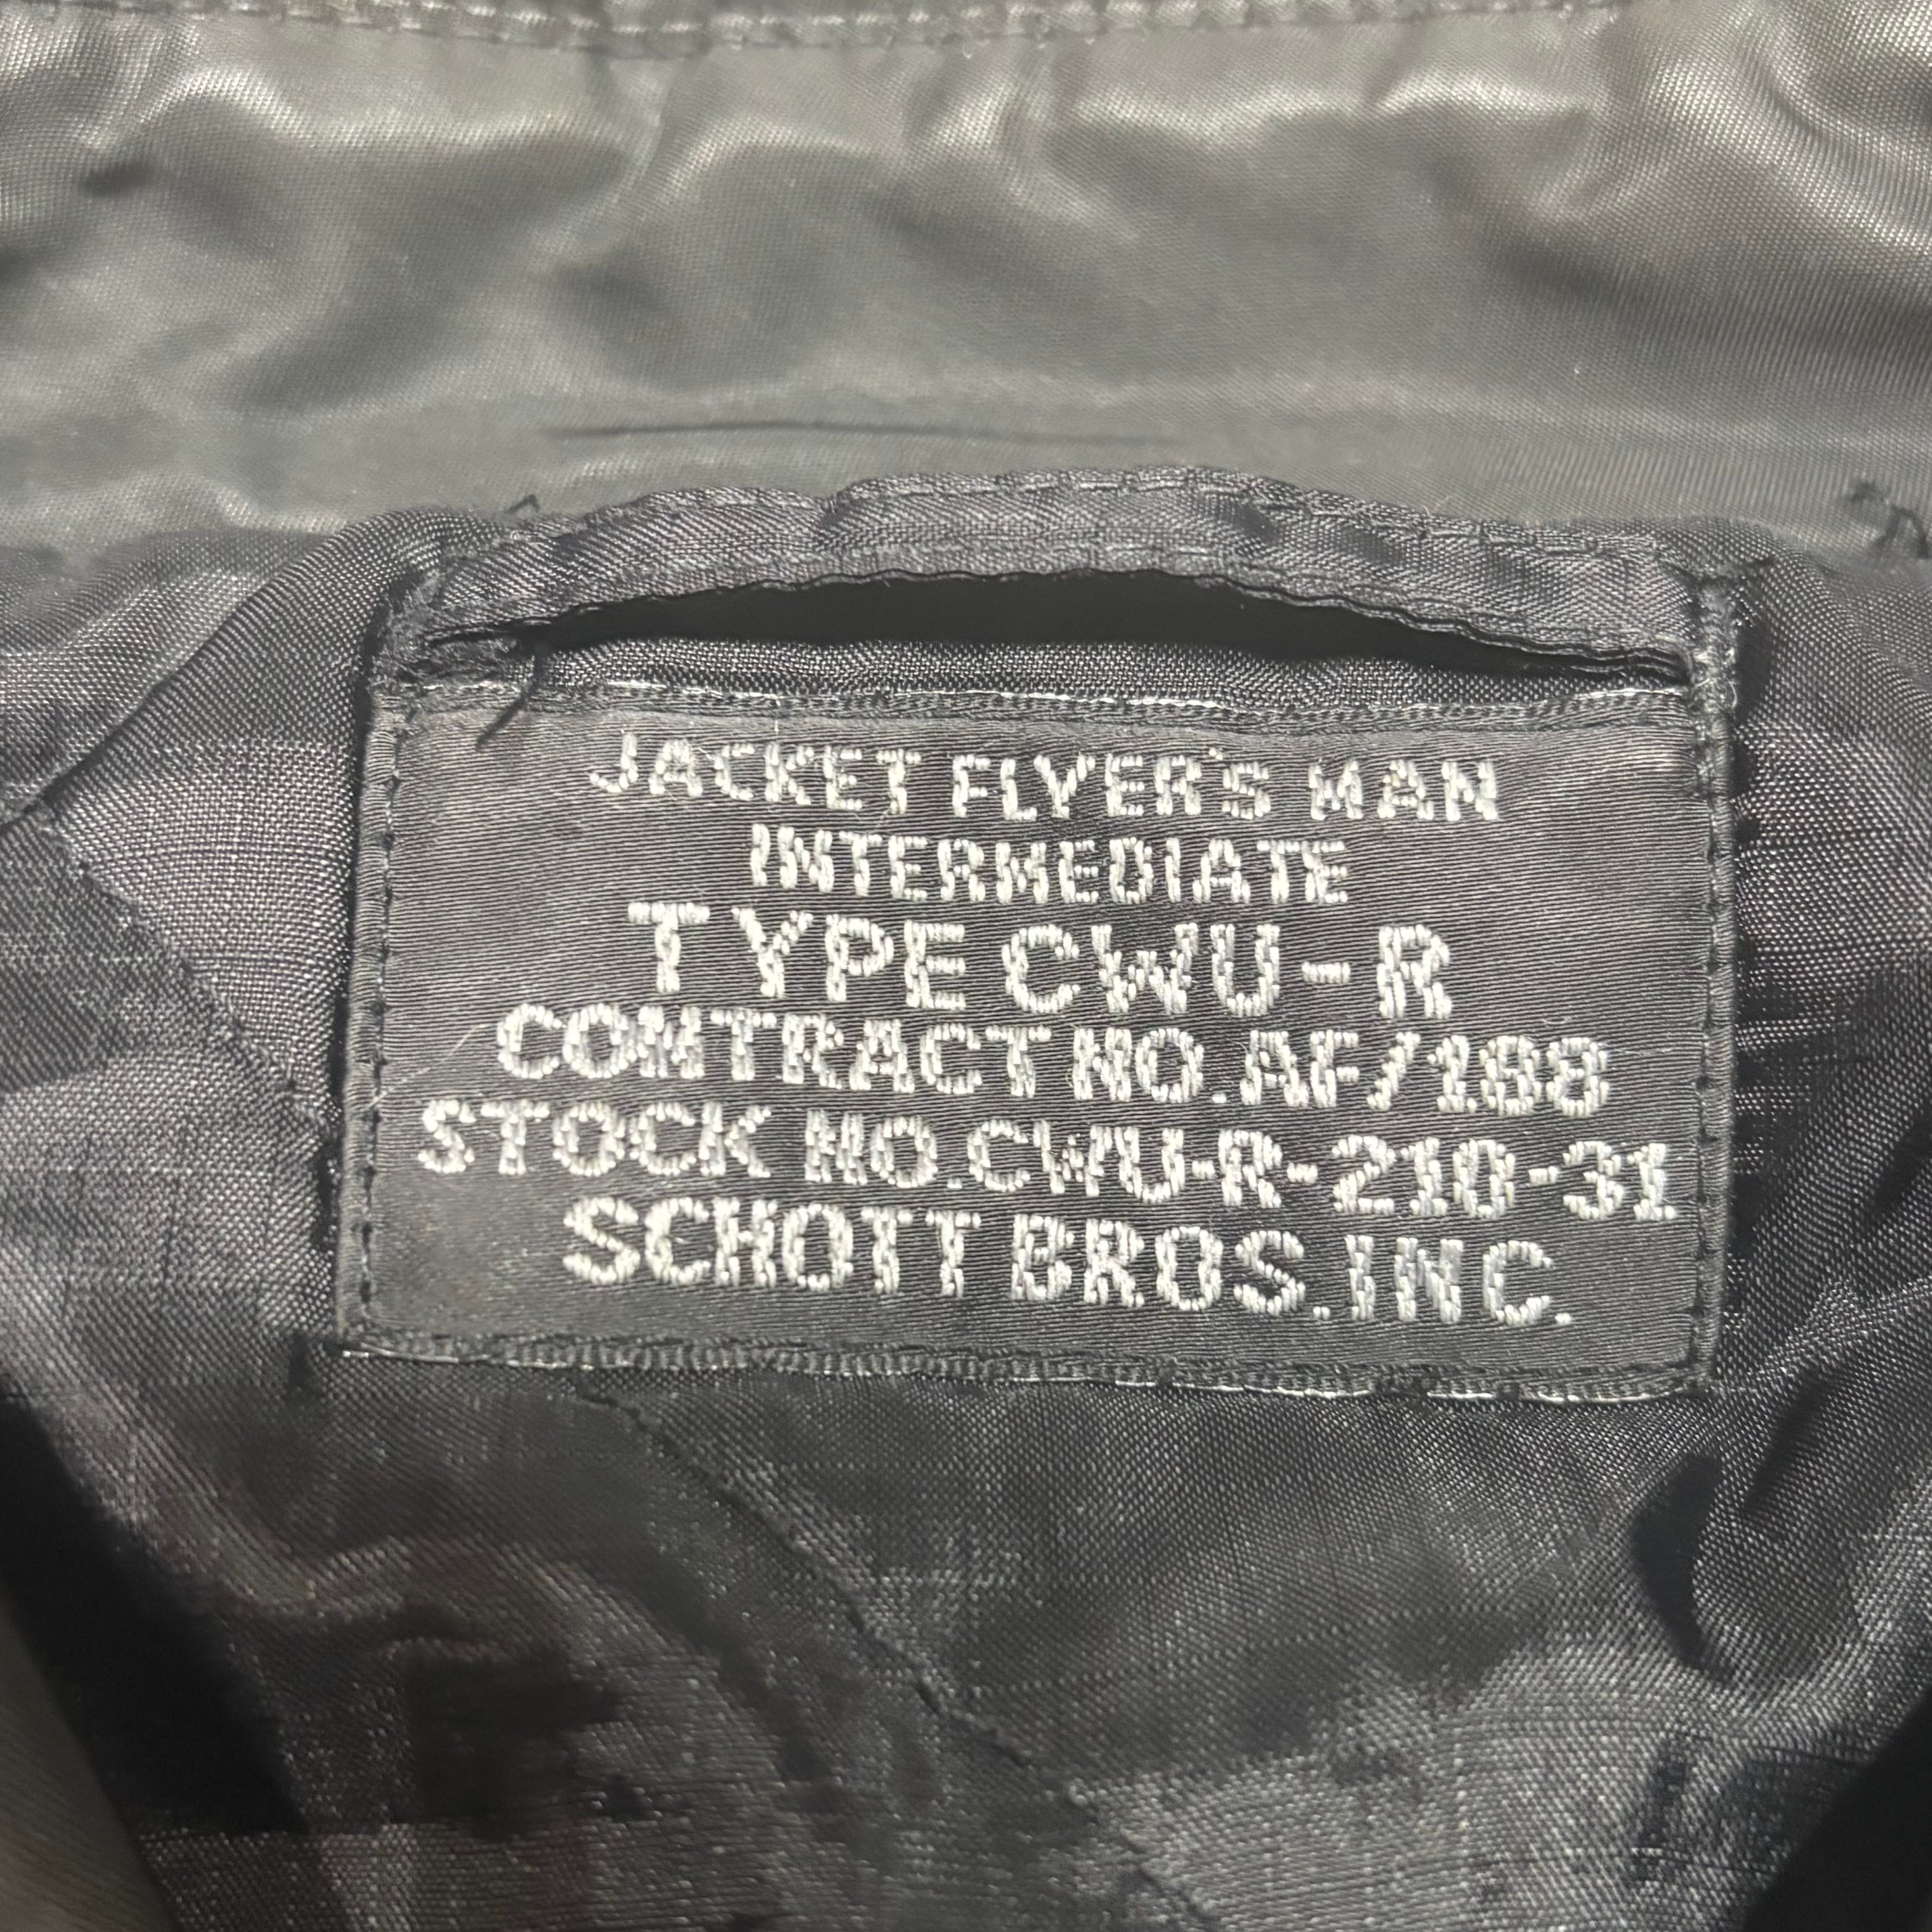 JACKET FLYER'S MAN
INTERMEDIATE
TYPE CWU-R
CONTRACT NO.AF/188
STOCK NO.CWU-R-210-31
SCHOTT BROS.INC.